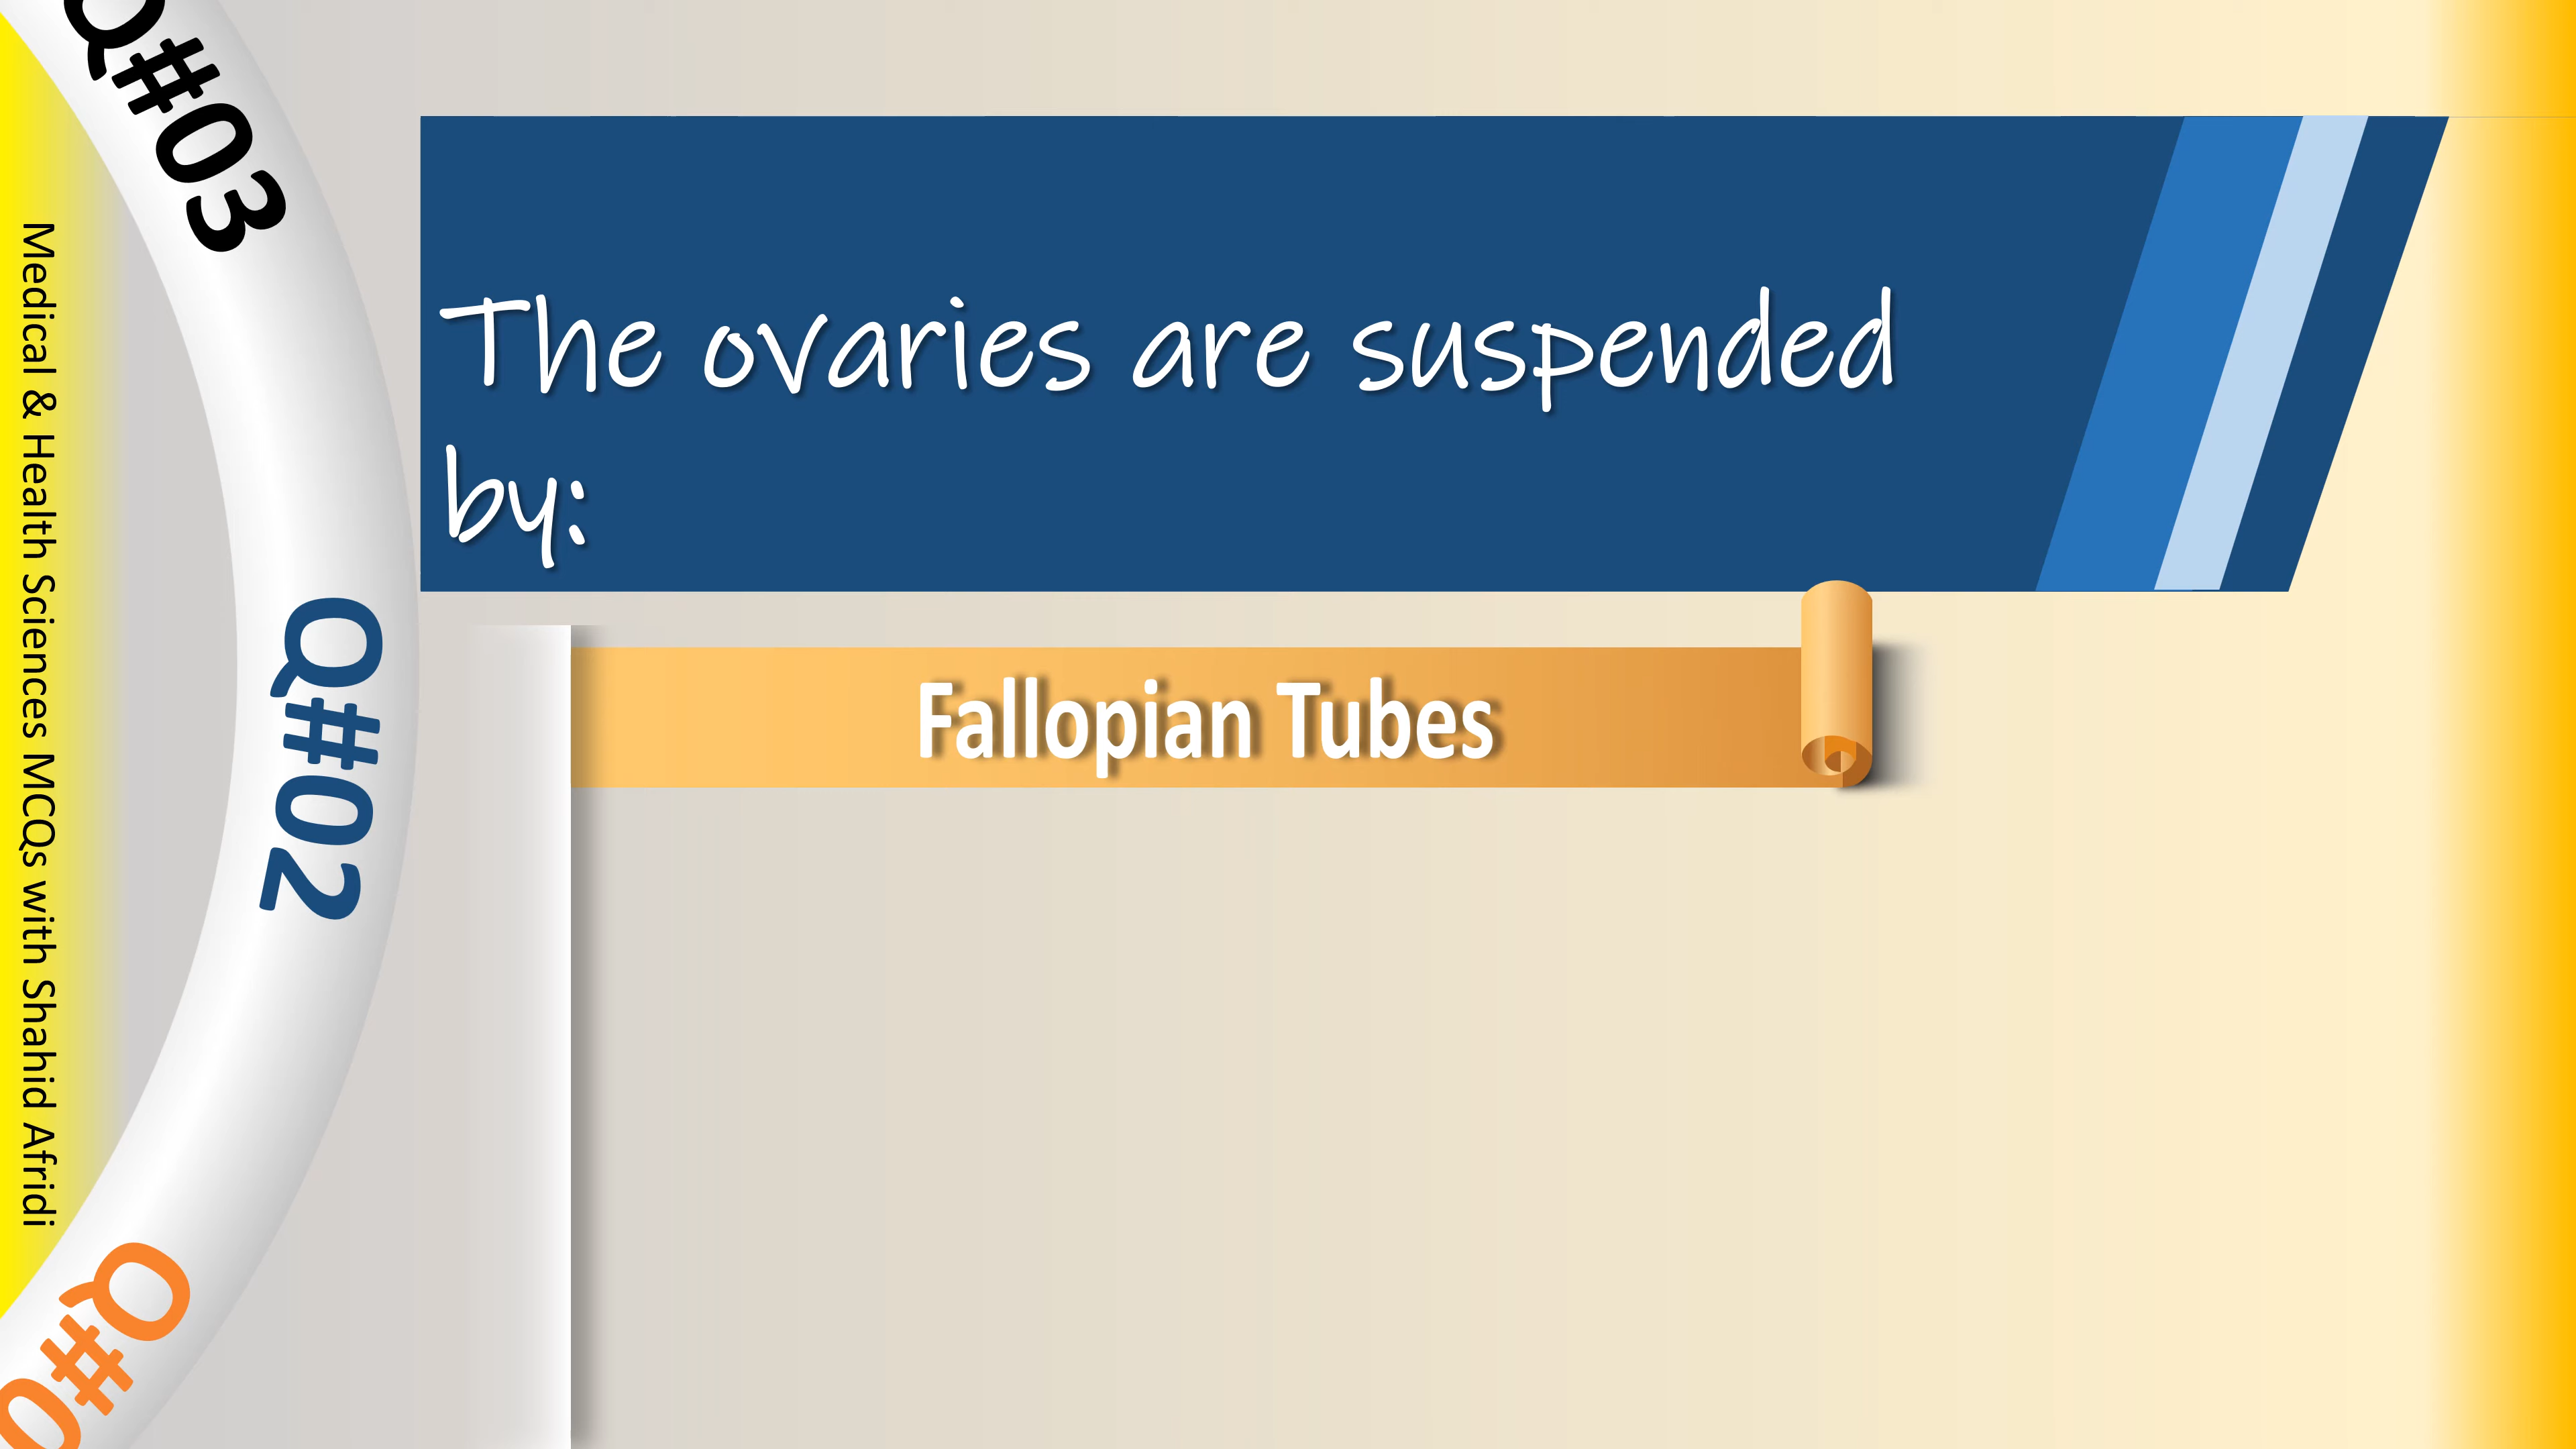 Q#03
Medical & Health Sciences MCQs with Shahid Afridi
The ovaries are suspended
by:
Q#02
Fallopian Tubes
Q#0